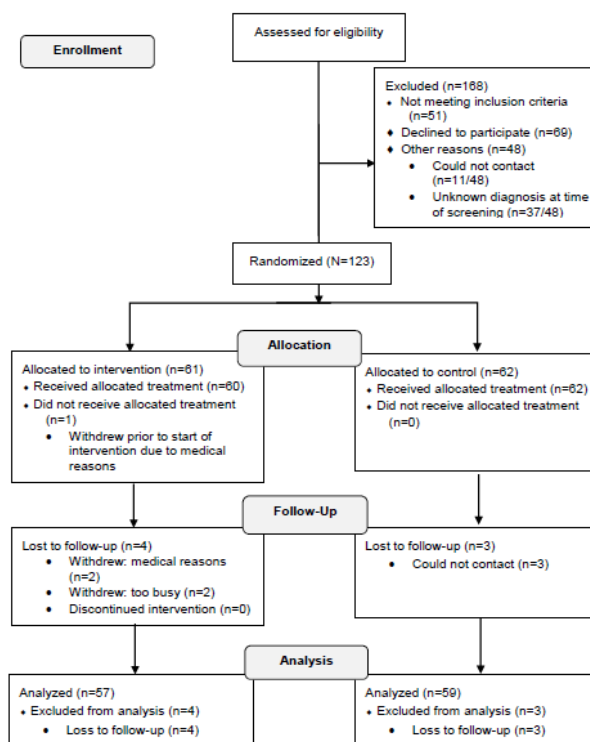 Assessed for eligibility
Enrollment
Excluded (n=168)
⬥ Not meeting inclusion criteria
(n=51)
♦ Declined to participate (n=69)
♦ Other reasons (n=48)
• Could not contact
(n=11/48)
• Unknown diagnosis at time
of screening (n=37/48)
Randomized (N=123)
Allocation
Allocated to intervention (n=61)
⬥ Received allocated treatment (n=60)
⬥ Did not receive allocated treatment
(n=1)
• Withdrew prior to start of
intervention due to medical
reasons
Allocated to control (n=62)
⬥ Received allocated treatment (n=62)
⬥ Did not receive allocated treatment
(n=0)
Follow-Up
Lost to follow-up (n=4)
• Withdrew: medical reasons
(n=2)
• Withdrew: too busy (n=2)
• Discontinued intervention (n=0)
Lost to follow-up (n=3)
• Could not contact (n=3)
Analysis
Analyzed (n=57)
⬥ Excluded from analysis (n=4)
• Loss to follow-up (n=4)
Analyzed (n=59)
⬥ Excluded from analysis (n=3)
• Loss to follow-up (n=3)